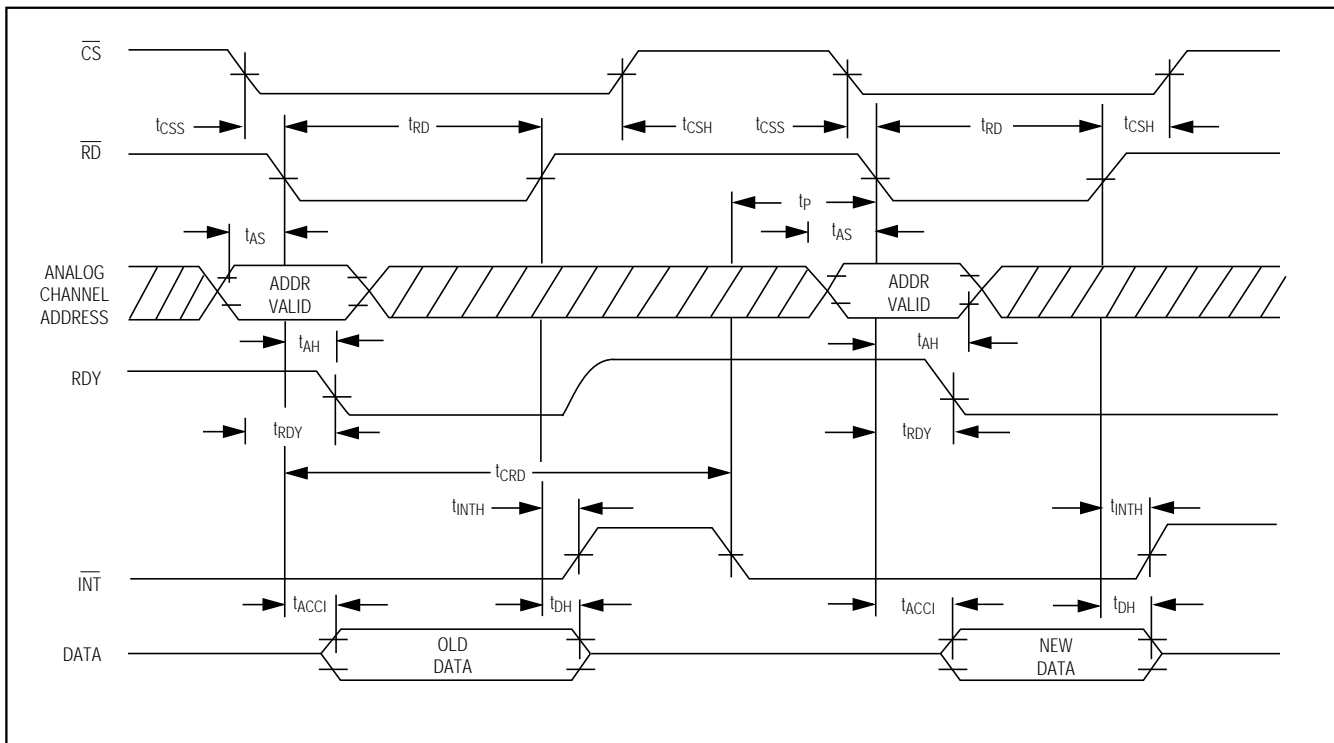 CS
tCSS
tRD
tCSH
tCSS
tRD
tCSH
RD
tP
tAS
tAS
ANALOG
CHANNEL
ADDRESS
ADDR
VALID
ADDR
VALID
tAH
tAH
RDY
tRDY
tRDY
tCRD
tINTH
tINTH
INT
tACCI
tDH
tACCI
tDH
DATA
OLD
DATA
NEW
DATA